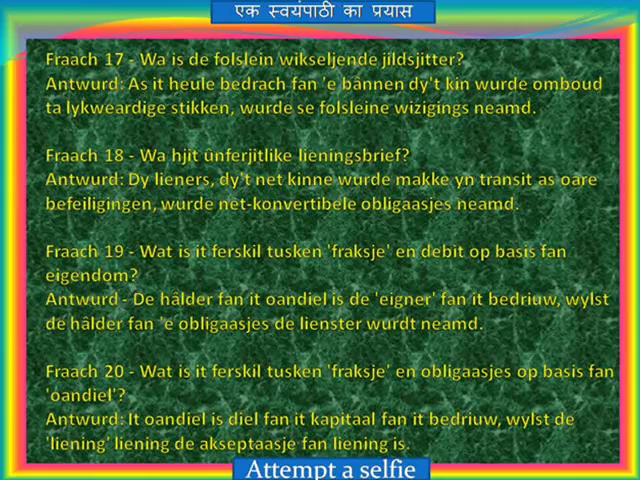 एक स्वयंपाठी का प्रयास
Fraach 17 - Wa is de folslein wikseljende jildsjitter?
Antwurd: As it heule bedrach fan 'e bânnen dy't kin wurde omboud
ta lykweardige stikken, wurde se folsleine wizigings neamd.
Fraach 18 - Wa hjit ûnferjitlike lieningsbrief?
Antwurd: Dy lieners, dy't net kinne wurde makke yn transit as oare
befeiligingen, wurde net-konvertibele obligaasjes neamd.
Fraach 19 - Wat is it ferskil tusken 'fraksje' en debit op basis fan
eigendom?
Antwurd - De hâlder fan it oandiel is de 'eigner' fan it bedriuw, wylst
de hâlder fan 'e obligaasjes de lienster wurdt neamd.
Fraach 20 - Wat is it ferskil tusken 'fraksje' en obligaasjes op basis fan
'oandiel'?
Antwurd: It oandiel is diel fan it kapitaal fan it bedriuw, wylst de
'liening' liening de akseptaasje fan liening is.
Attempt a selfie